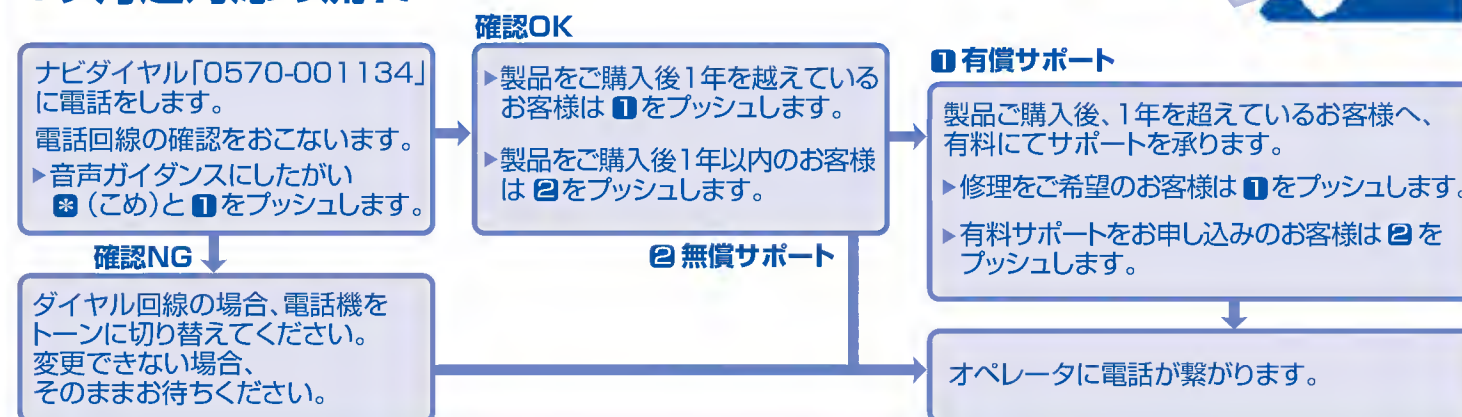 確認OK
ナビダイヤル「0570-001134」
に電話をします。
電話回線の確認をおこないます。
▶音声ガイダンスにしたがい
＊(こめ)と1をプッシュします。
▶製品をご購入後1年を越えている
お客様は1をプッシュします。
▶製品をご購入後1年以内のお客様
は2をプッシュします。
1 有償サポート
製品ご購入後、1年を超えているお客様へ、
有料にてサポートを承ります。
▶修理をご希望のお客様は1をプッシュします。
▶有料サポートをお申し込みのお客様は2を
プッシュします。
確認NG
2 無償サポート
ダイヤル回線の場合、電話機を
トーンに切り替えてください。
変更できない場合、
そのままお待ちください。
オペレータに電話が繋がります。